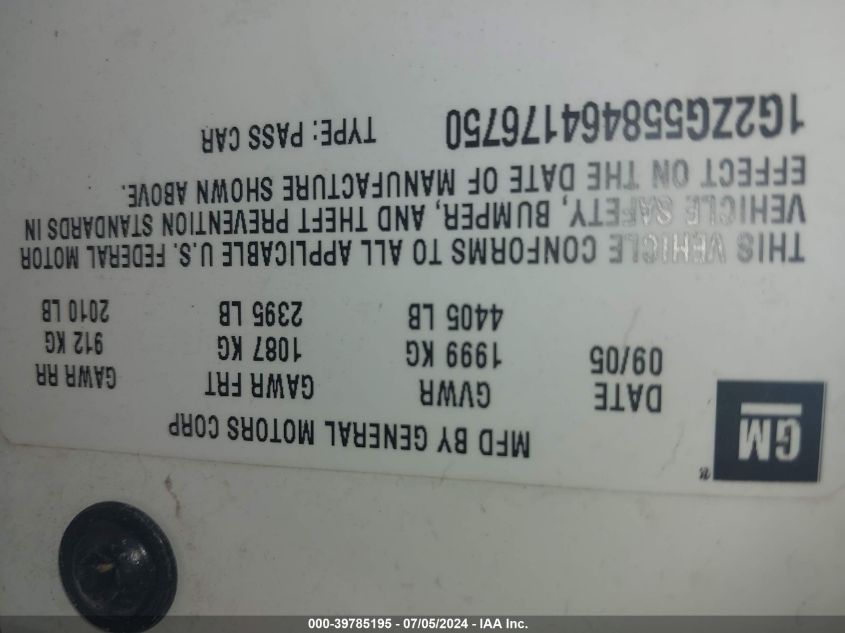 MFD BY GENERAL MOTORS CORP
GM
DATE GVWR GAWR FRT GAWR RR
09/05 1999 KG 1087 KG 912 KG
4405 LB 2395 LB 2010 LB
THIS VEHICLE CONFORMS TO ALL APPLICABLE U.S. FEDERAL MOTOR
VEHICLE SAFETY, BUMPER, AND THEFT PREVENTION STANDARDS IN
EFFECT ON THE DATE OF MANUFACTURE SHOWN ABOVE.
1G2ZG558464176750 TYPE: PASS CAR
000-39785195 - 07/05/2024 - IAA Inc.